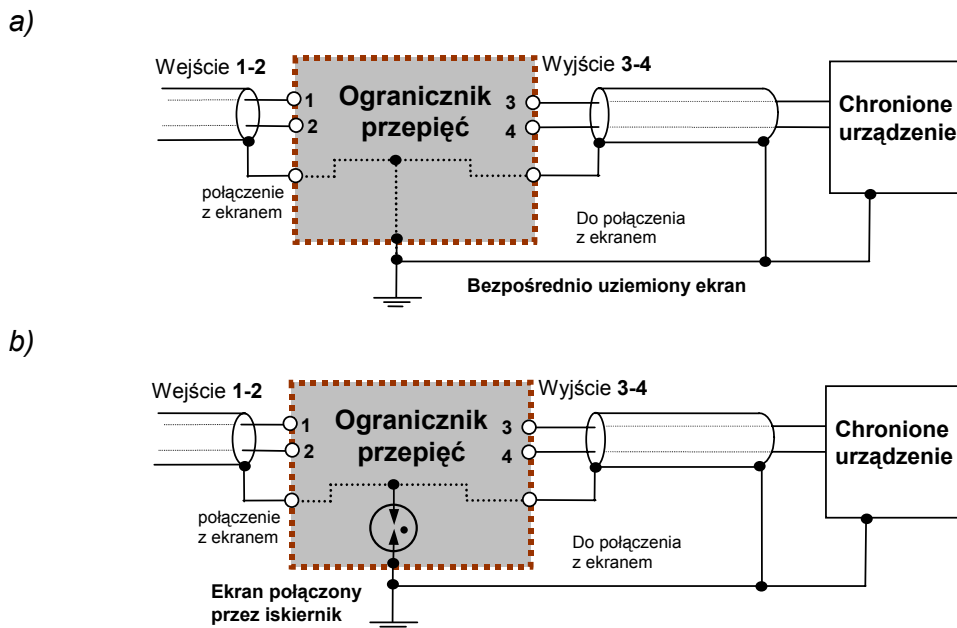 a)
Wejście 1-2
Wyjście 3-4
1
2
Ogranicznik
przepięć
3
4
Chronione
urządzenie
połączenie
z ekranem
Do połączenia
z ekranem
Bezpośrednio uziemiony ekran
b)
Wejście 1-2
Wyjście 3-4
1
2
Ogranicznik
przepięć
3
4
Chronione
urządzenie
połączenie
z ekranem
Do połączenia
z ekranem
Ekran połączony
przez iskiernik